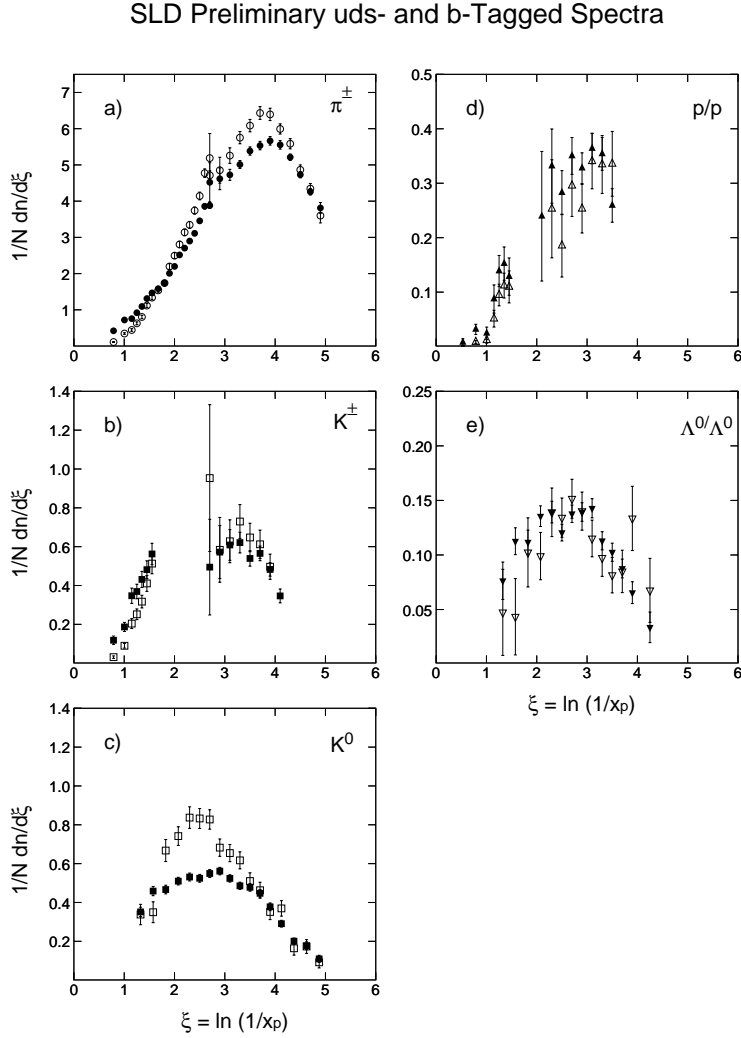 SLD Preliminary uds- and b-Tagged Spectra
a)
π±
7
6
5
4
3
2
1
1/N dn/dξ
0 1 2 3 4 5 6
b)
K±
1.4
1.2
1.0
0.8
0.6
0.4
0.2
1/N dn/dξ
0 1 2 3 4 5 6
c)
K⁰
1.4
1.2
1.0
0.8
0.6
0.4
0.2
1/N dn/dξ
0 1 2 3 4 5 6
ξ = ln (1/xp)
d)
p/p
0.5
0.4
0.3
0.2
0.1
0 1 2 3 4 5 6
e)
Λ⁰/Λ⁰
0.25
0.20
0.15
0.10
0.05
0 1 2 3 4 5 6
ξ = ln (1/xp)